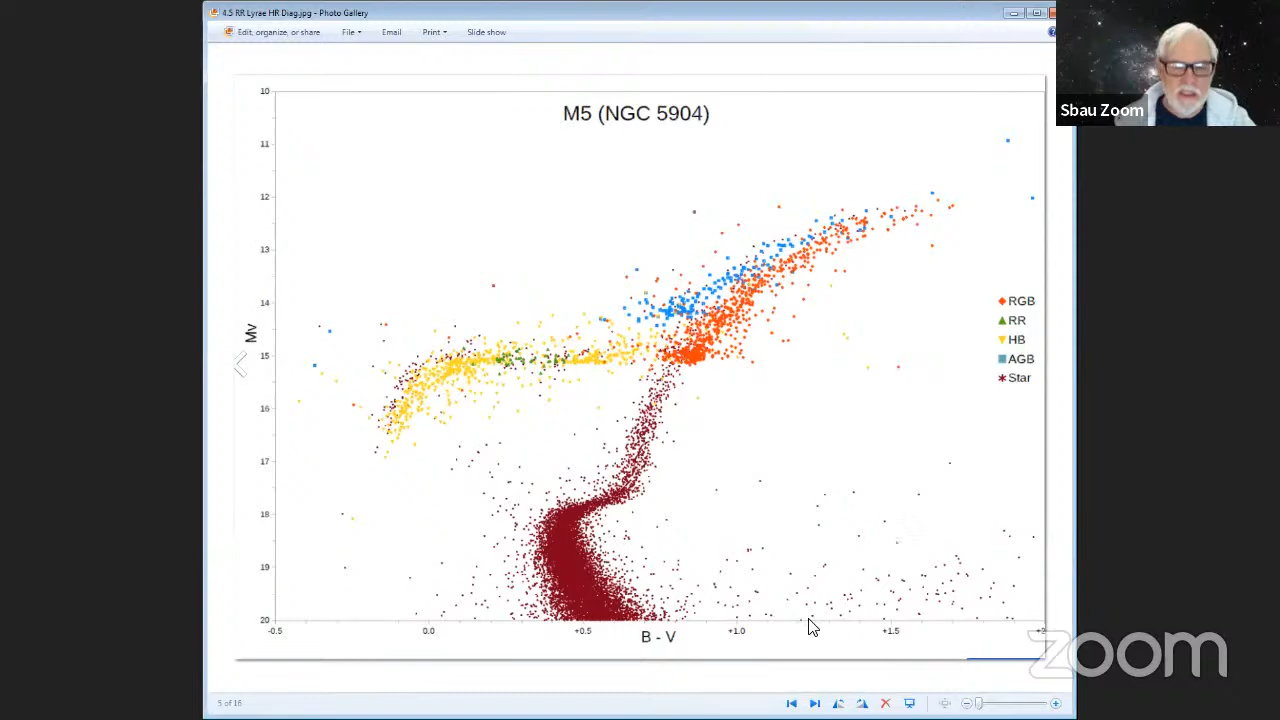 4.5 RR Lyrae HR Diag.jpg - Photo Gallery
Edit, organize, or share File Email Print Slide show
Sbau Zoom
M5 (NGC 5904)
10
11
12
13
14
15
16
17
18
19
20
Mv
RGB
RR
HB
AGB
Star
-0.5 0.0 +0.5 +1.0 +1.5
B - V
zoom
5 of 16